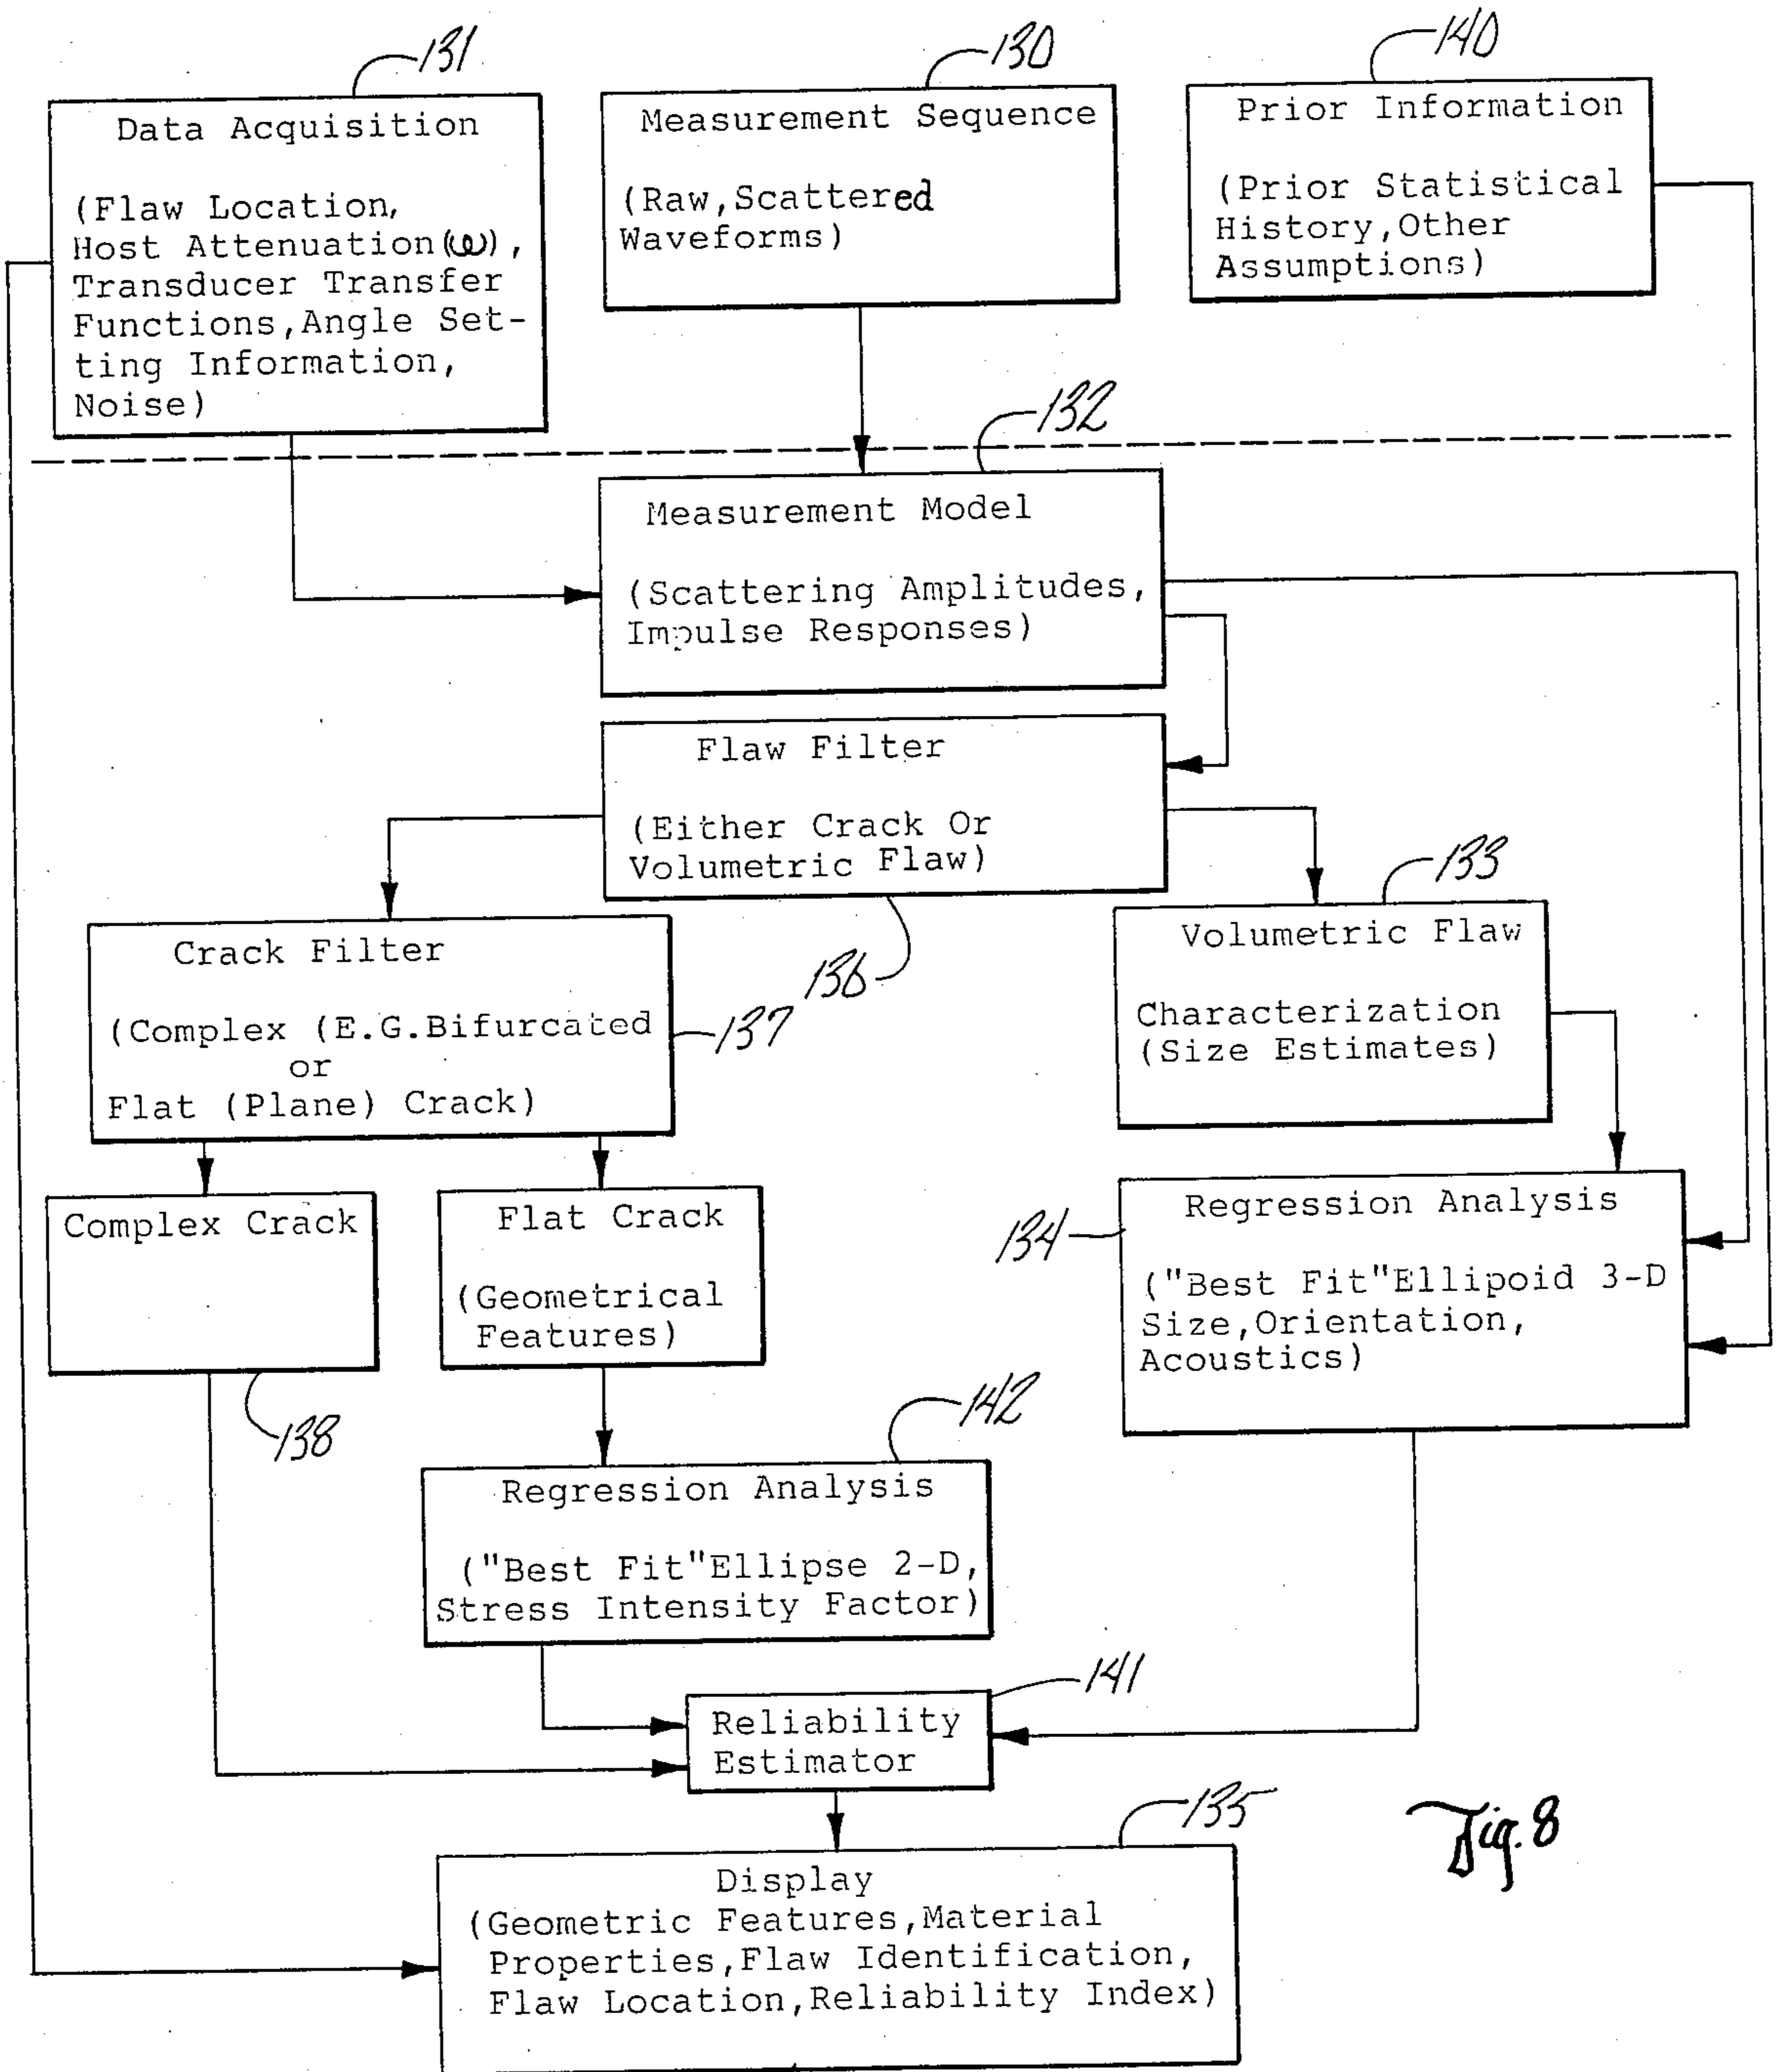 131
Data Acquisition
(Flaw Location,
Host Attenuation(ω),
Transducer Transfer
Functions,Angle Set-
ting Information,
Noise)
130
Measurement Sequence
(Raw,Scattered
Waveforms)
140
Prior Information
(Prior Statistical
History,Other
Assumptions)
132
Measurement Model
(Scattering Amplitudes,
Impulse Responses)
Flaw Filter
(Either Crack Or
Volumetric Flaw)
136
133
Volumetric Flaw
Characterization
(Size Estimates)
Crack Filter
(Complex (E.G.Bifurcated
or
Flat (Plane) Crack)
137
Complex Crack
138
Flat Crack
(Geometrical
Features)
134
Regression Analysis
("Best Fit"Ellipoid 3-D
Size,Orientation,
Acoustics)
142
Regression Analysis
("Best Fit"Ellipse 2-D,
Stress Intensity Factor)
141
Reliability
Estimator
135
Display
(Geometric Features,Material
Properties,Flaw Identification,
Flaw Location,Reliability Index)
Fig. 8